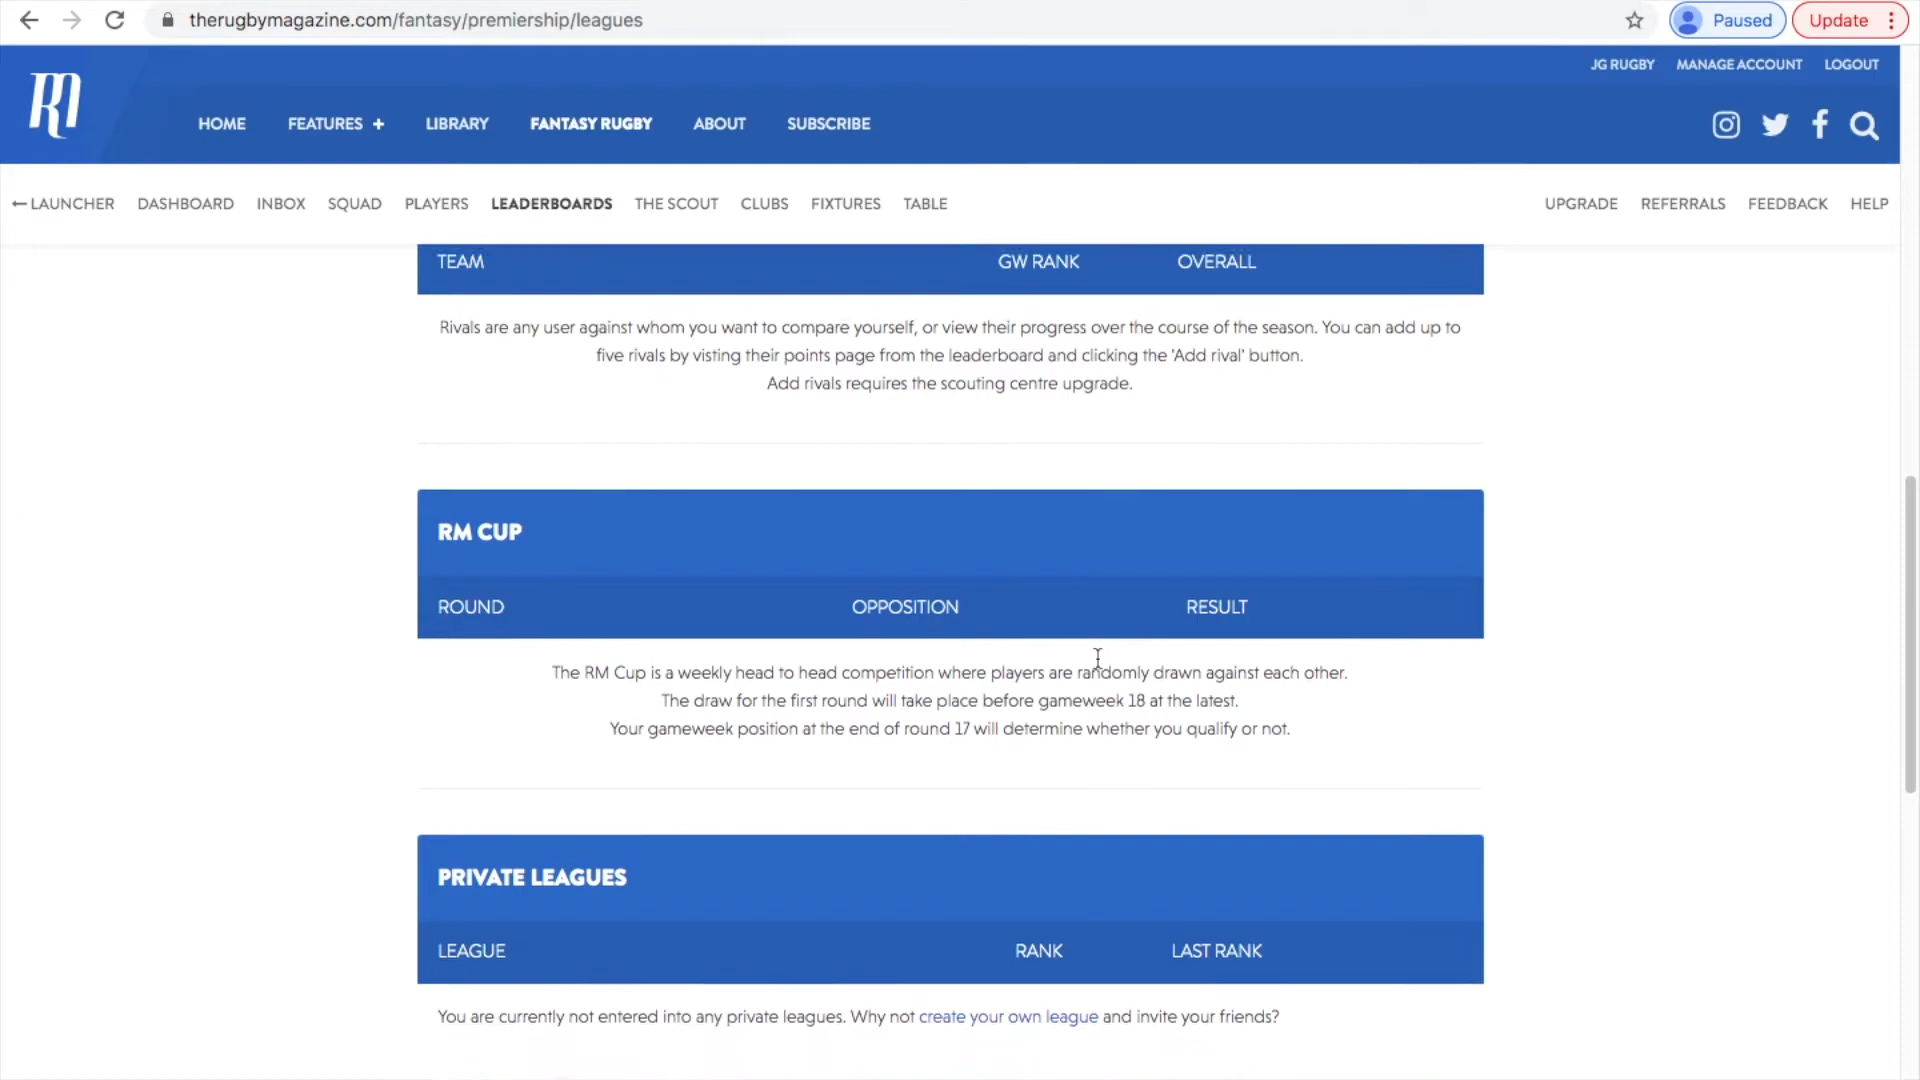 therugbymagazine.com/fantasy/premiership/leagues
Paused
Update
JG RUGBY MANAGE ACCOUNT LOGOUT
RM
HOME FEATURES + LIBRARY FANTASY RUGBY ABOUT SUBSCRIBE
LAUNCHER DASHBOARD INBOX SQUAD PLAYERS LEADERBOARDS THE SCOUT CLUBS FIXTURES TABLE UPGRADE REFERRALS FEEDBACK HELP
TEAM GW RANK OVERALL
Rivals are any user against whom you want to compare yourself, or view their progress over the course of the season. You can add up to
five rivals by visting their points page from the leaderboard and clicking the 'Add rival' button.
Add rivals requires the scouting centre upgrade.
RM CUP
ROUND OPPOSITION RESULT
The RM Cup is a weekly head to head competition where players are randomly drawn against each other.
The draw for the first round will take place before gameweek 18 at the latest.
Your gameweek position at the end of round 17 will determine whether you qualify or not.
PRIVATE LEAGUES
LEAGUE RANK LAST RANK
You are currently not entered into any private leagues. Why not create your own league and invite your friends?